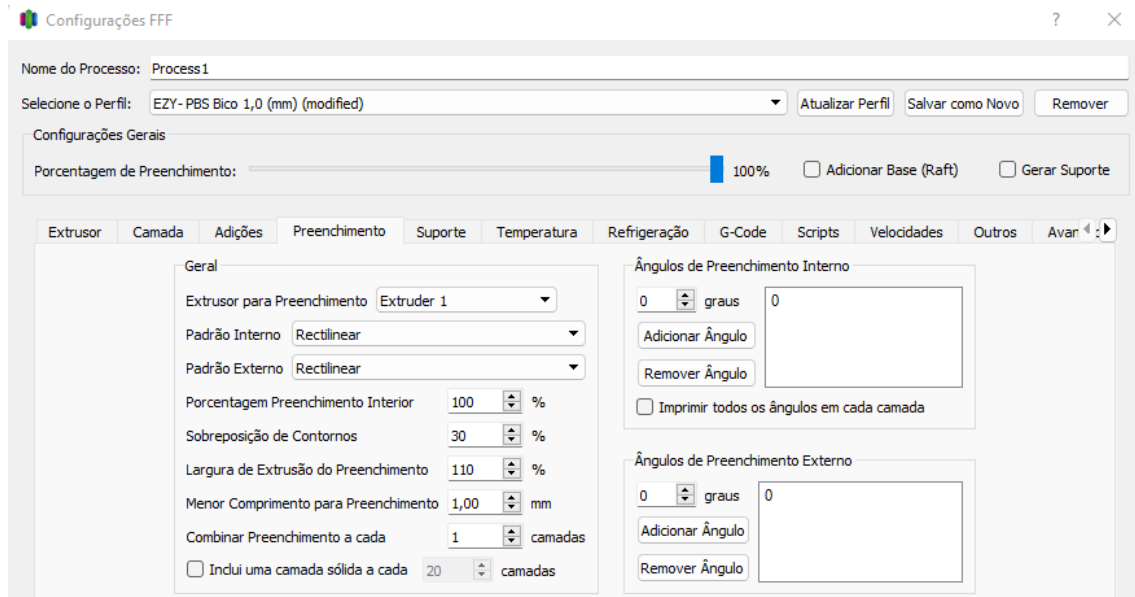 Configurações FFF ?
Nome do Processo: Process1
Selecione o Perfil: EZY- PBS Bico 1,0 (mm) (modified) Atualizar Perfil Salvar como Novo Remover
Configurações Gerais
Porcentagem de Preenchimento: 100% Adicionar Base (Raft) Gerar Suporte
Extrusor Camada Adições Preenchimento Suporte Temperatura Refrigeração G-Code Scripts Velocidades Outros
Geral
Extrusor para Preenchimento Extruder 1
Padrão Interno Rectilinear
Padrão Externo Rectilinear
Porcentagem Preenchimento Interior 100 %
Sobreposição de Contornos 30 %
Largura de Extrusão do Preenchimento 110 %
Menor Comprimento para Preenchimento 1,00 mm
Combinar Preenchimento a cada 1 camadas
Inclui uma camada sólida a cada 20 camadas
Ângulos de Preenchimento Interno
0 graus 0
Adicionar Ângulo
Remover Ângulo
Imprimir todos os ângulos em cada camada
Ângulos de Preenchimento Externo
0 graus 0
Adicionar Ângulo
Remover Ângulo